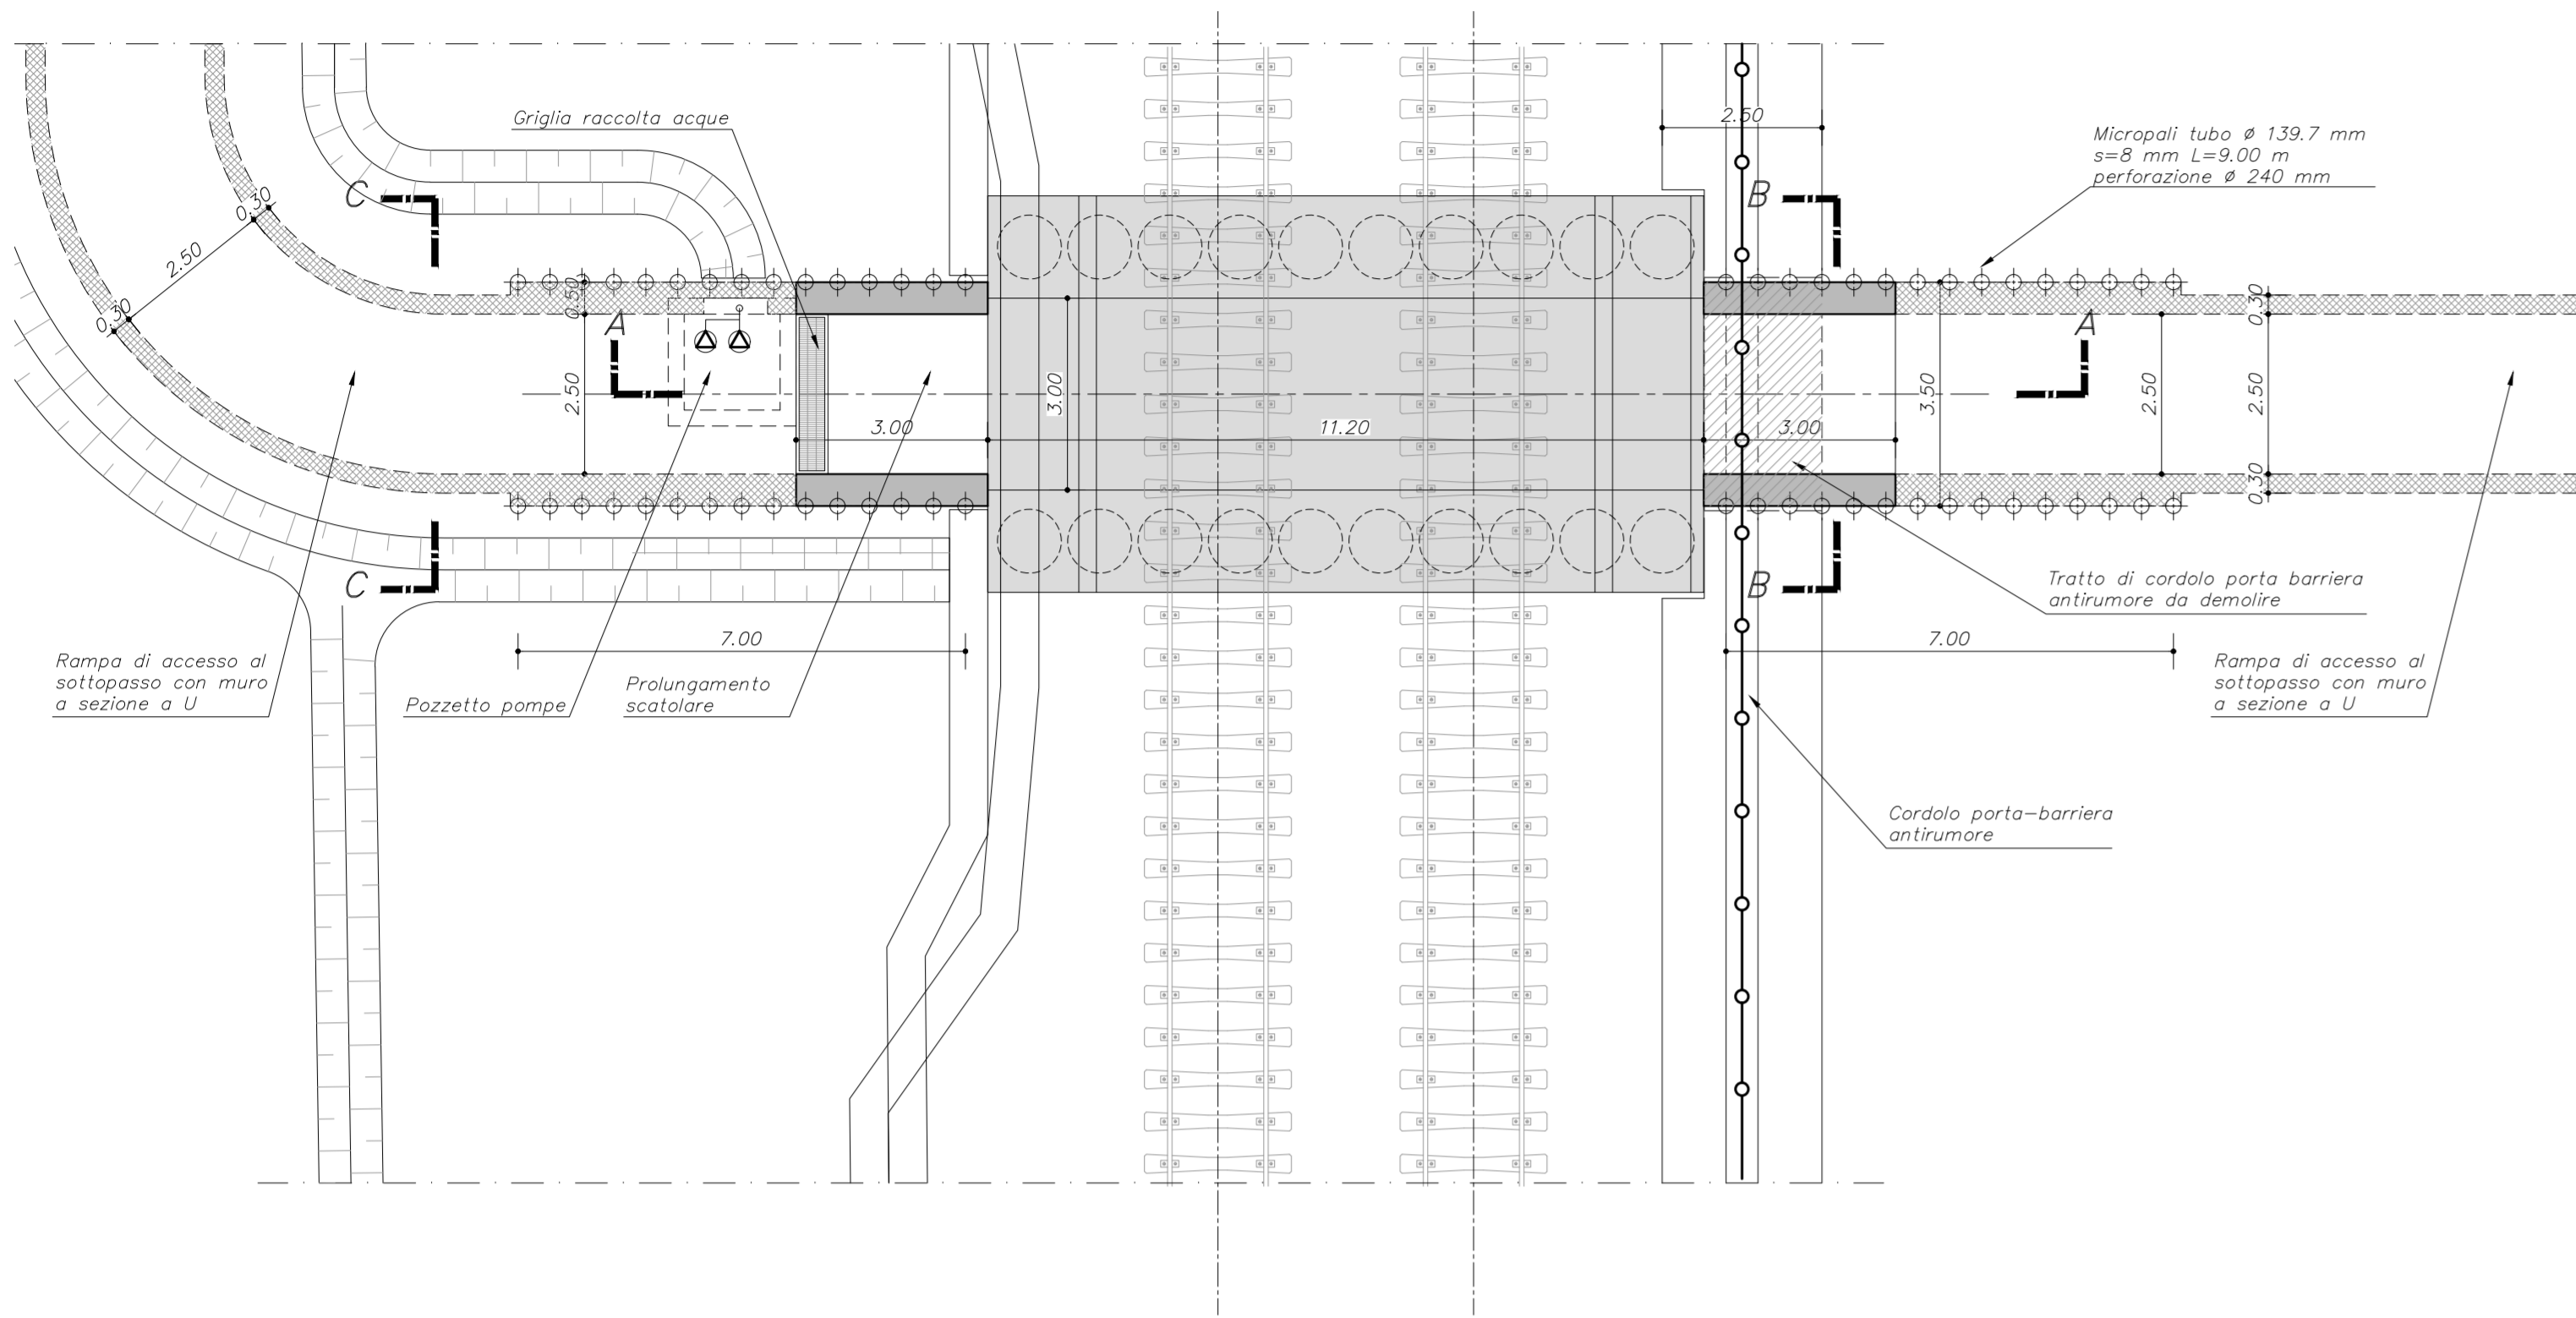 Griglia raccolta acque
2.50
Micropali tubo ø 139.7 mm
s=8 mm L=9.00 m
perforazione ø 240 mm
C
B
0.30
2.50
0.30
0.50
A
2.50
3.00
3.00
11.20
3.00
3.50
A
2.50
0.30
2.50
0.30
C
B
Tratto di cordolo porta barriera
antirumore da demolire
7.00
7.00
Rampa di accesso al
sottopasso con muro
a sezione a U
Pozzetto pompe
Prolungamento
scatolare
Rampa di accesso al
sottopasso con muro
a sezione a U
Cordolo porta-barriera
antirumore